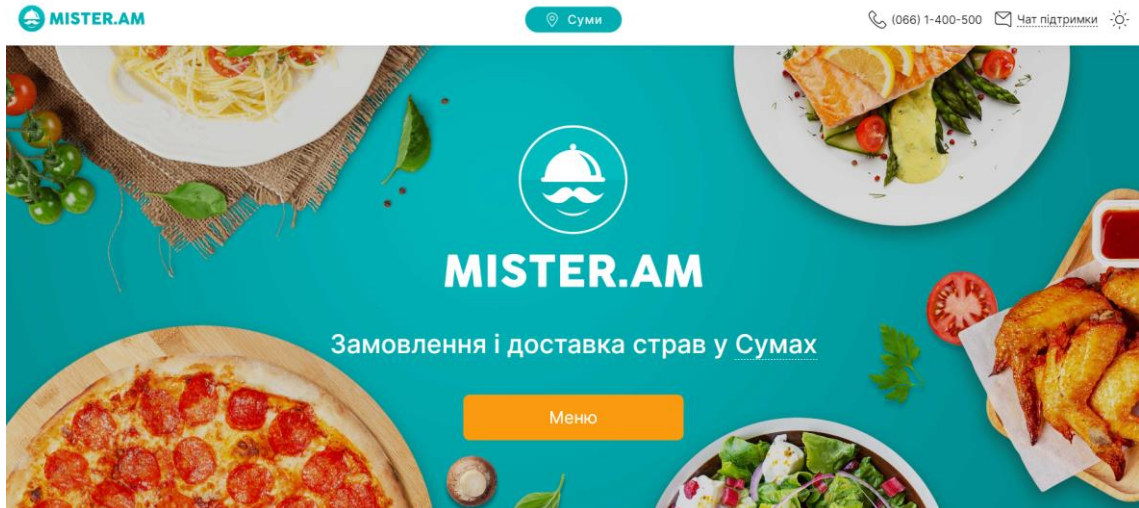 MISTER.AM
Суми
(066) 1-400-500
Чат підтримки
MISTER.AM
Замовлення і доставка страв у Сумах
Меню